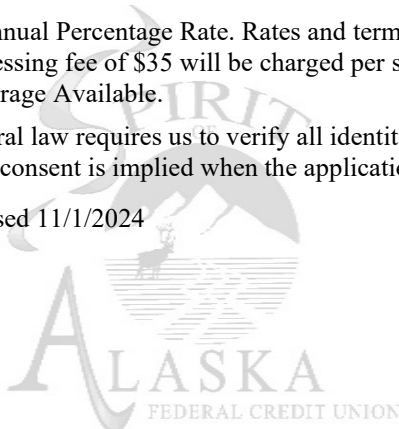 nnual Percentage Rate. Rates and term
essing fee of $35 will be charged per s
rage Available.
ral law requires us to verify all identit
consent is implied when the applicatio
sed 11/1/2024
SPIRIT
OF
ALASKA
FEDERAL CREDIT UNION